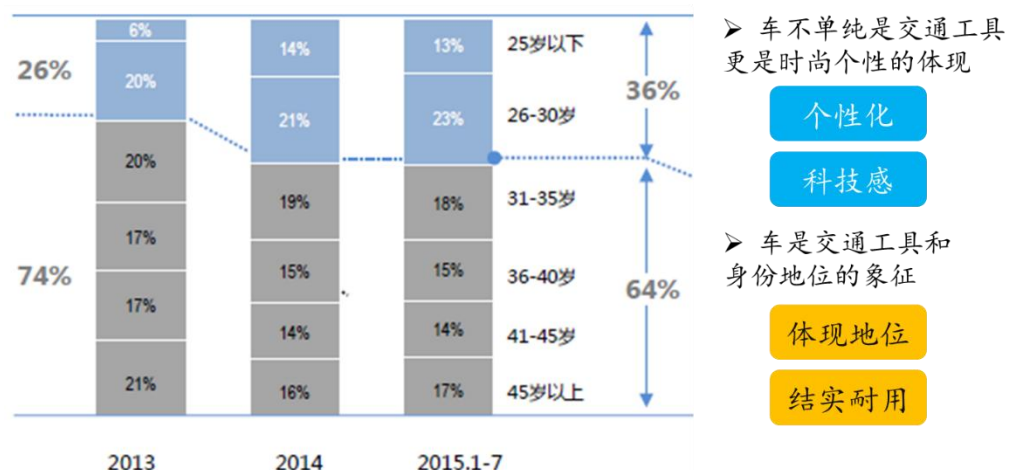 26%
74%
6%
20%
20%
17%
17%
21%
2013
14%
21%
19%
15%
14%
16%
2014
13%
23%
18%
15%
14%
17%
2015.1-7
25岁以下
26-30岁
31-35岁
36-40岁
41-45岁
45岁以上
36%
64%
➢ 车不单纯是交通工具
更是时尚个性的体现
个性化
科技感
➢ 车是交通工具和
身份地位的象征
体现地位
结实耐用